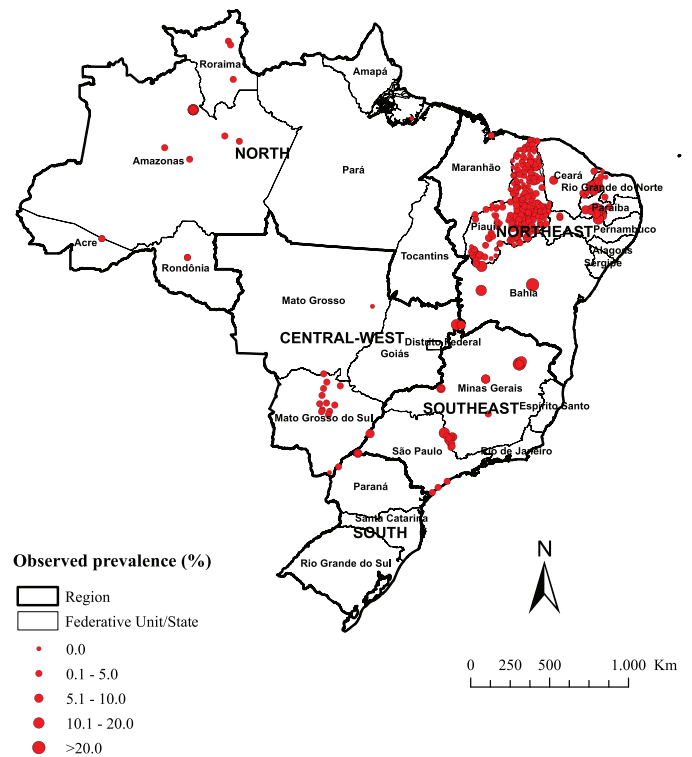 Roraima
Amapá
Amazonas
NORTH
Pará
Maranhão
Ceará
Rio Grande do Norte
Paraíba
Piauí
NORTHEAST
Pernambuco
Acre
Rondônia
Tocantins
Alagoas
Sergipe
Bahia
Mato Grosso
CENTRAL-WEST
Distrito Federal
Goiás
Minas Gerais
Mato Grosso do Sul
SOUTHEAST
Espírito Santo
São Paulo
Rio de Janeiro
Paraná
Santa Catarina
SOUTH
Rio Grande do Sul
Observed prevalence (%)
Region
Federative Unit/State
0.0
0.1 - 5.0
5.1 - 10.0
10.1 - 20.0
>20.0
N
0 250 500 1.000 Km